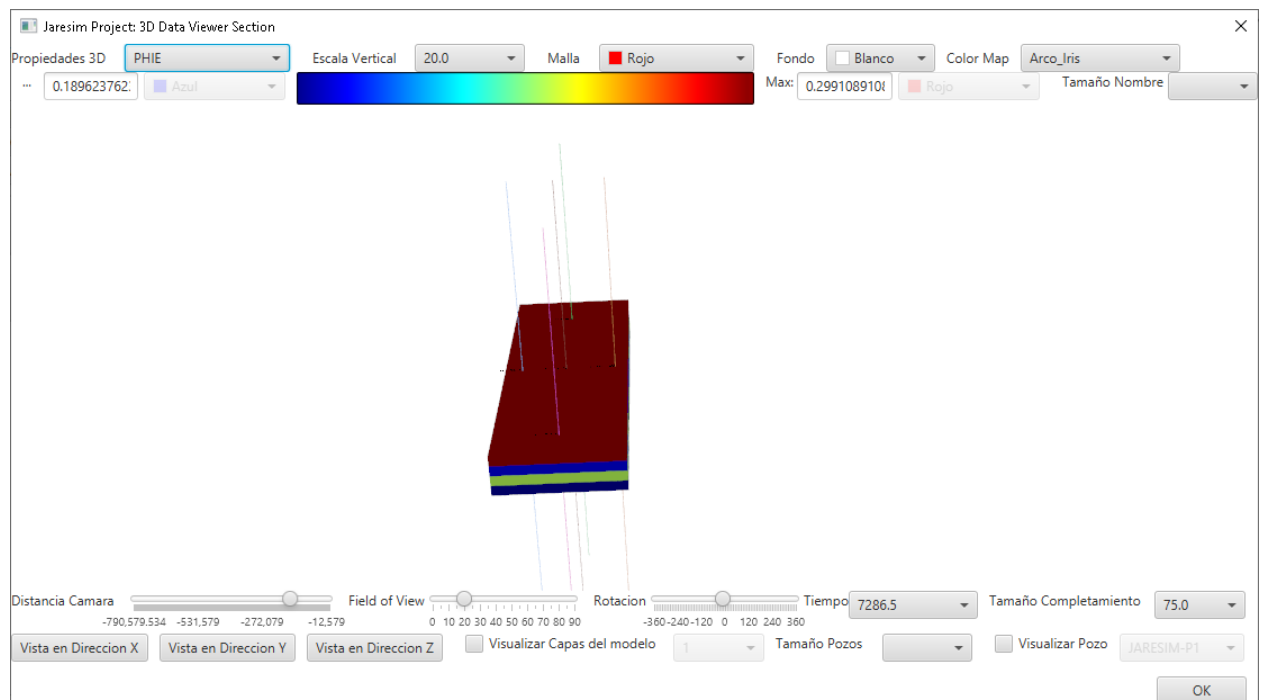 Jaresim Project: 3D Data Viewer Section
Propiedades 3D PHIE Escala Vertical 20.0 Malla Rojo Fondo Blanco Color Map Arco_Iris
... 0.189623762 Azul Max: 0.299108910 Rojo Tamaño Nombre
Distancia Camara Field of View Rotacion Tiempo 7286.5 Tamaño Completamiento 75.0
-790,579.534 -531,579 -272,079 -12,579 0 10 20 30 40 50 60 70 80 90 -360-240-120 0 120 240 360
Vista en Direccion X Vista en Direccion Y Vista en Direccion Z Visualizar Capas del modelo 1 Tamaño Pozos Visualizar Pozo JARESIM-P1
OK